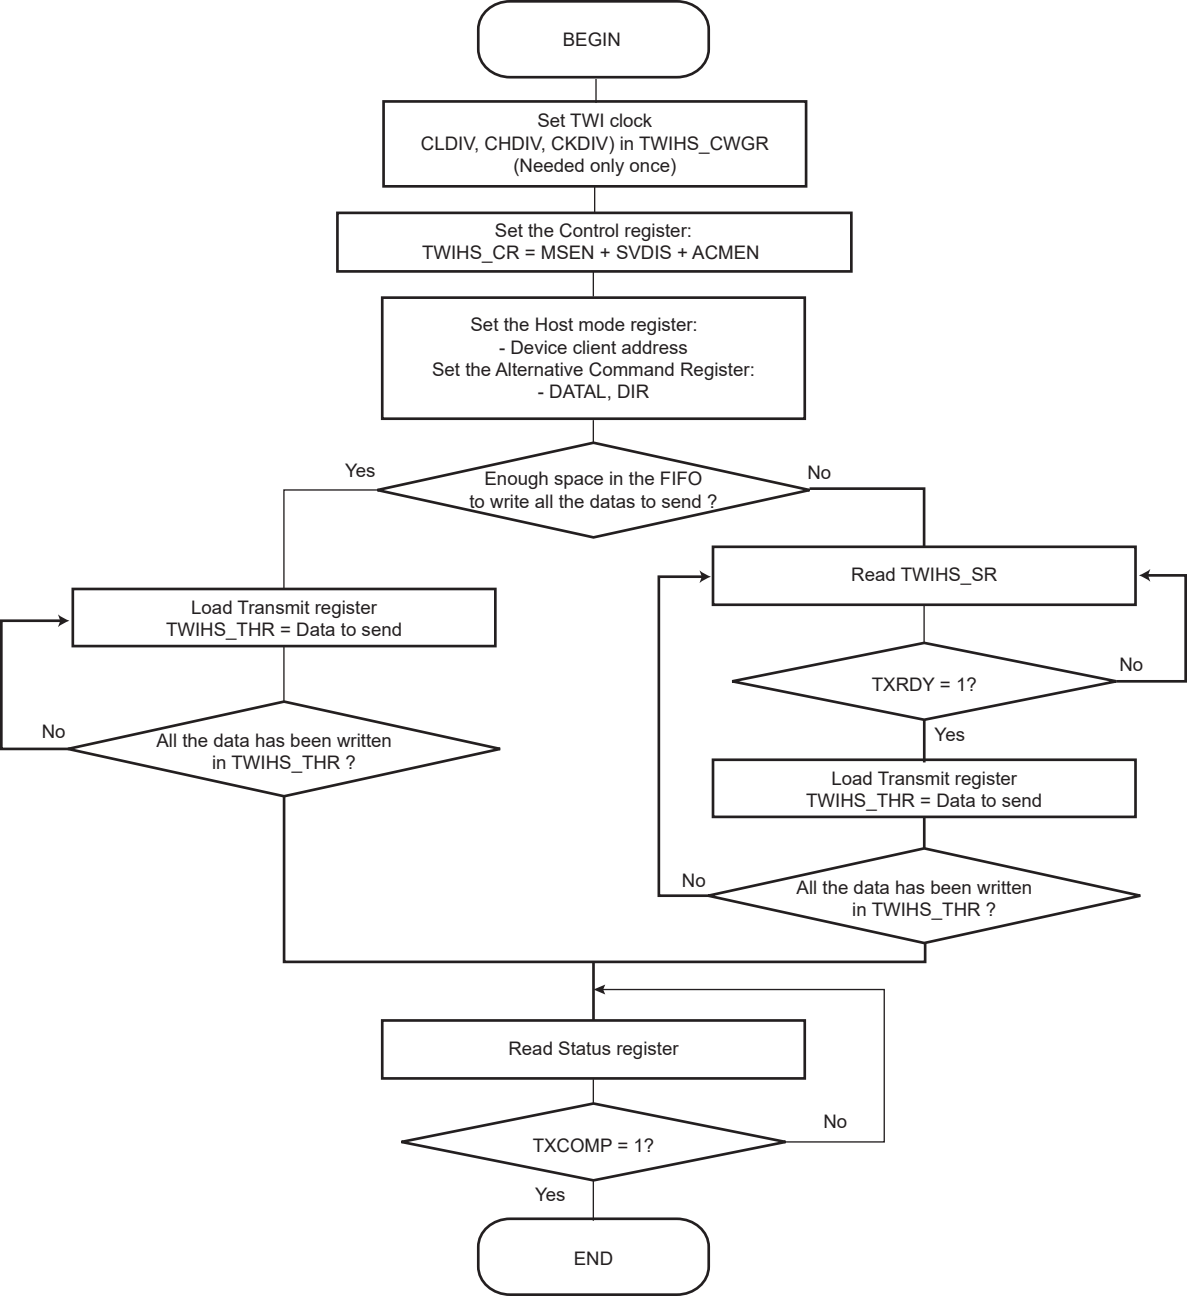 BEGIN
Set TWI clock
CLDIV, CHDIV, CKDIV) in TWIHS_CWGR
(Needed only once)
Set the Control register:
TWIHS_CR = MSEN + SVDIS + ACMEN
Set the Host mode register:
- Device client address
Set the Alternative Command Register:
- DATAL, DIR
Yes
Enough space in the FIFO
to write all the datas to send ?
No
Load Transmit register
TWIHS_THR = Data to send
No
All the data has been written
in TWIHS_THR ?
Read TWIHS_SR
TXRDY = 1?
No
Yes
Load Transmit register
TWIHS_THR = Data to send
No
All the data has been written
in TWIHS_THR ?
Read Status register
TXCOMP = 1?
No
Yes
END